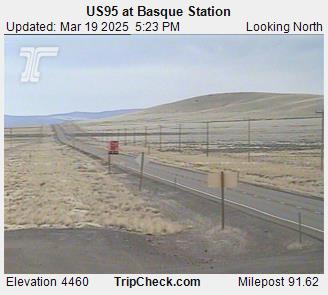 US95 at Basque Station
Updated: Mar 19 2025 5:23 PM Looking North
Elevation 4460 TripCheck.com Milepost 91.62